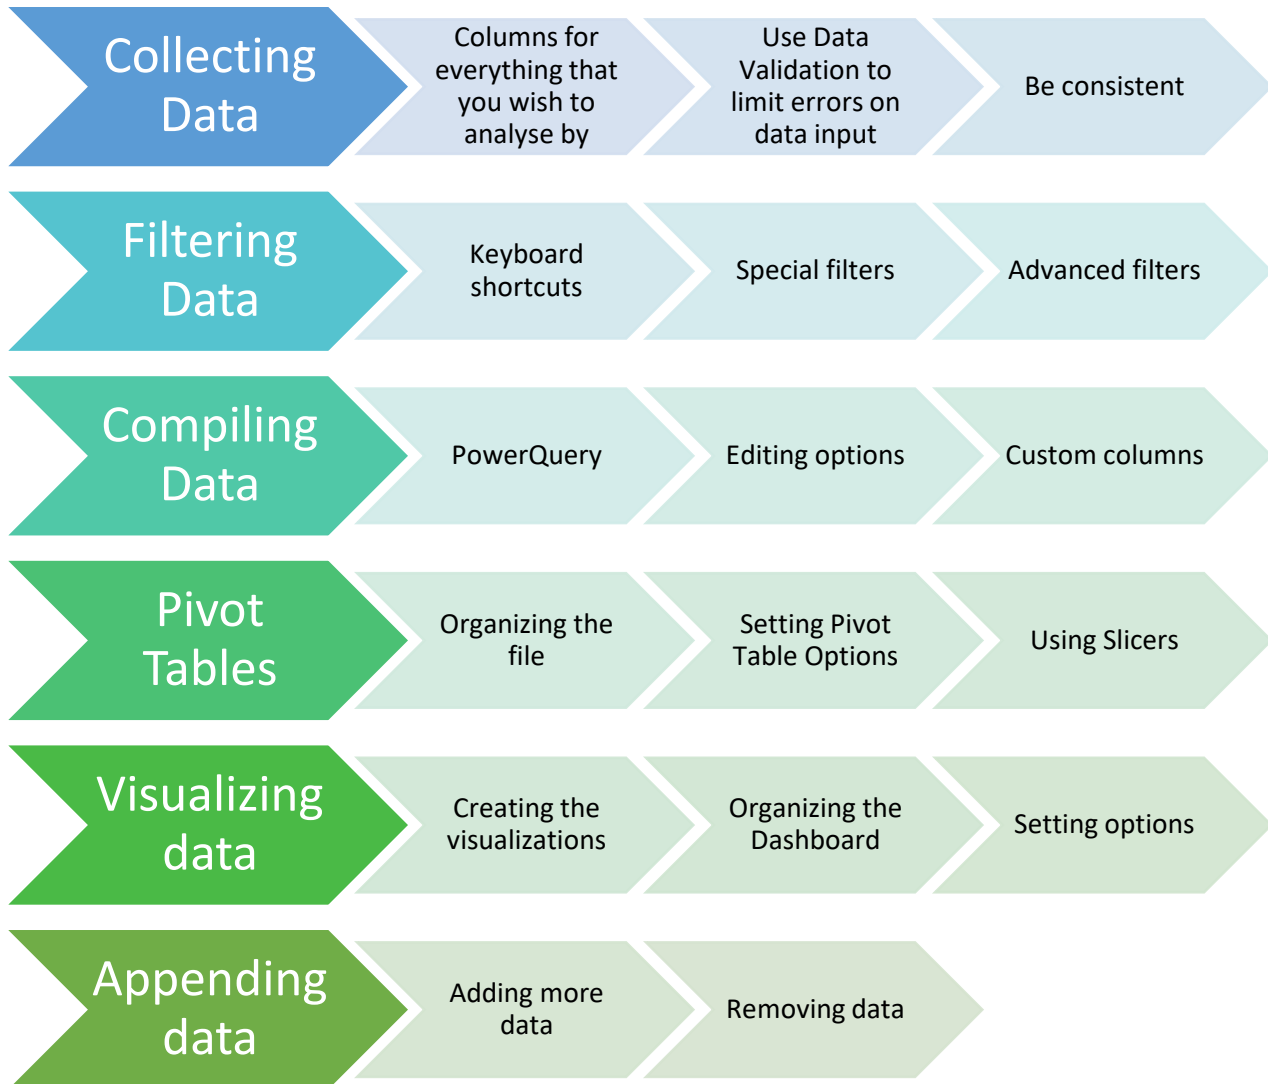 Collecting
Data
Columns for
everything that
you wish to
analyse by
Use Data
Validation to
limit errors on
data input
Be consistent
Filtering
Data
Keyboard
shortcuts
Special filters
Advanced filters
Compiling
Data
PowerQuery
Editing options
Custom columns
Pivot
Tables
Organizing the
file
Setting Pivot
Table Options
Using Slicers
Visualizing
data
Creating the
visualizations
Organizing the
Dashboard
Setting options
Appending
data
Adding more
data
Removing data